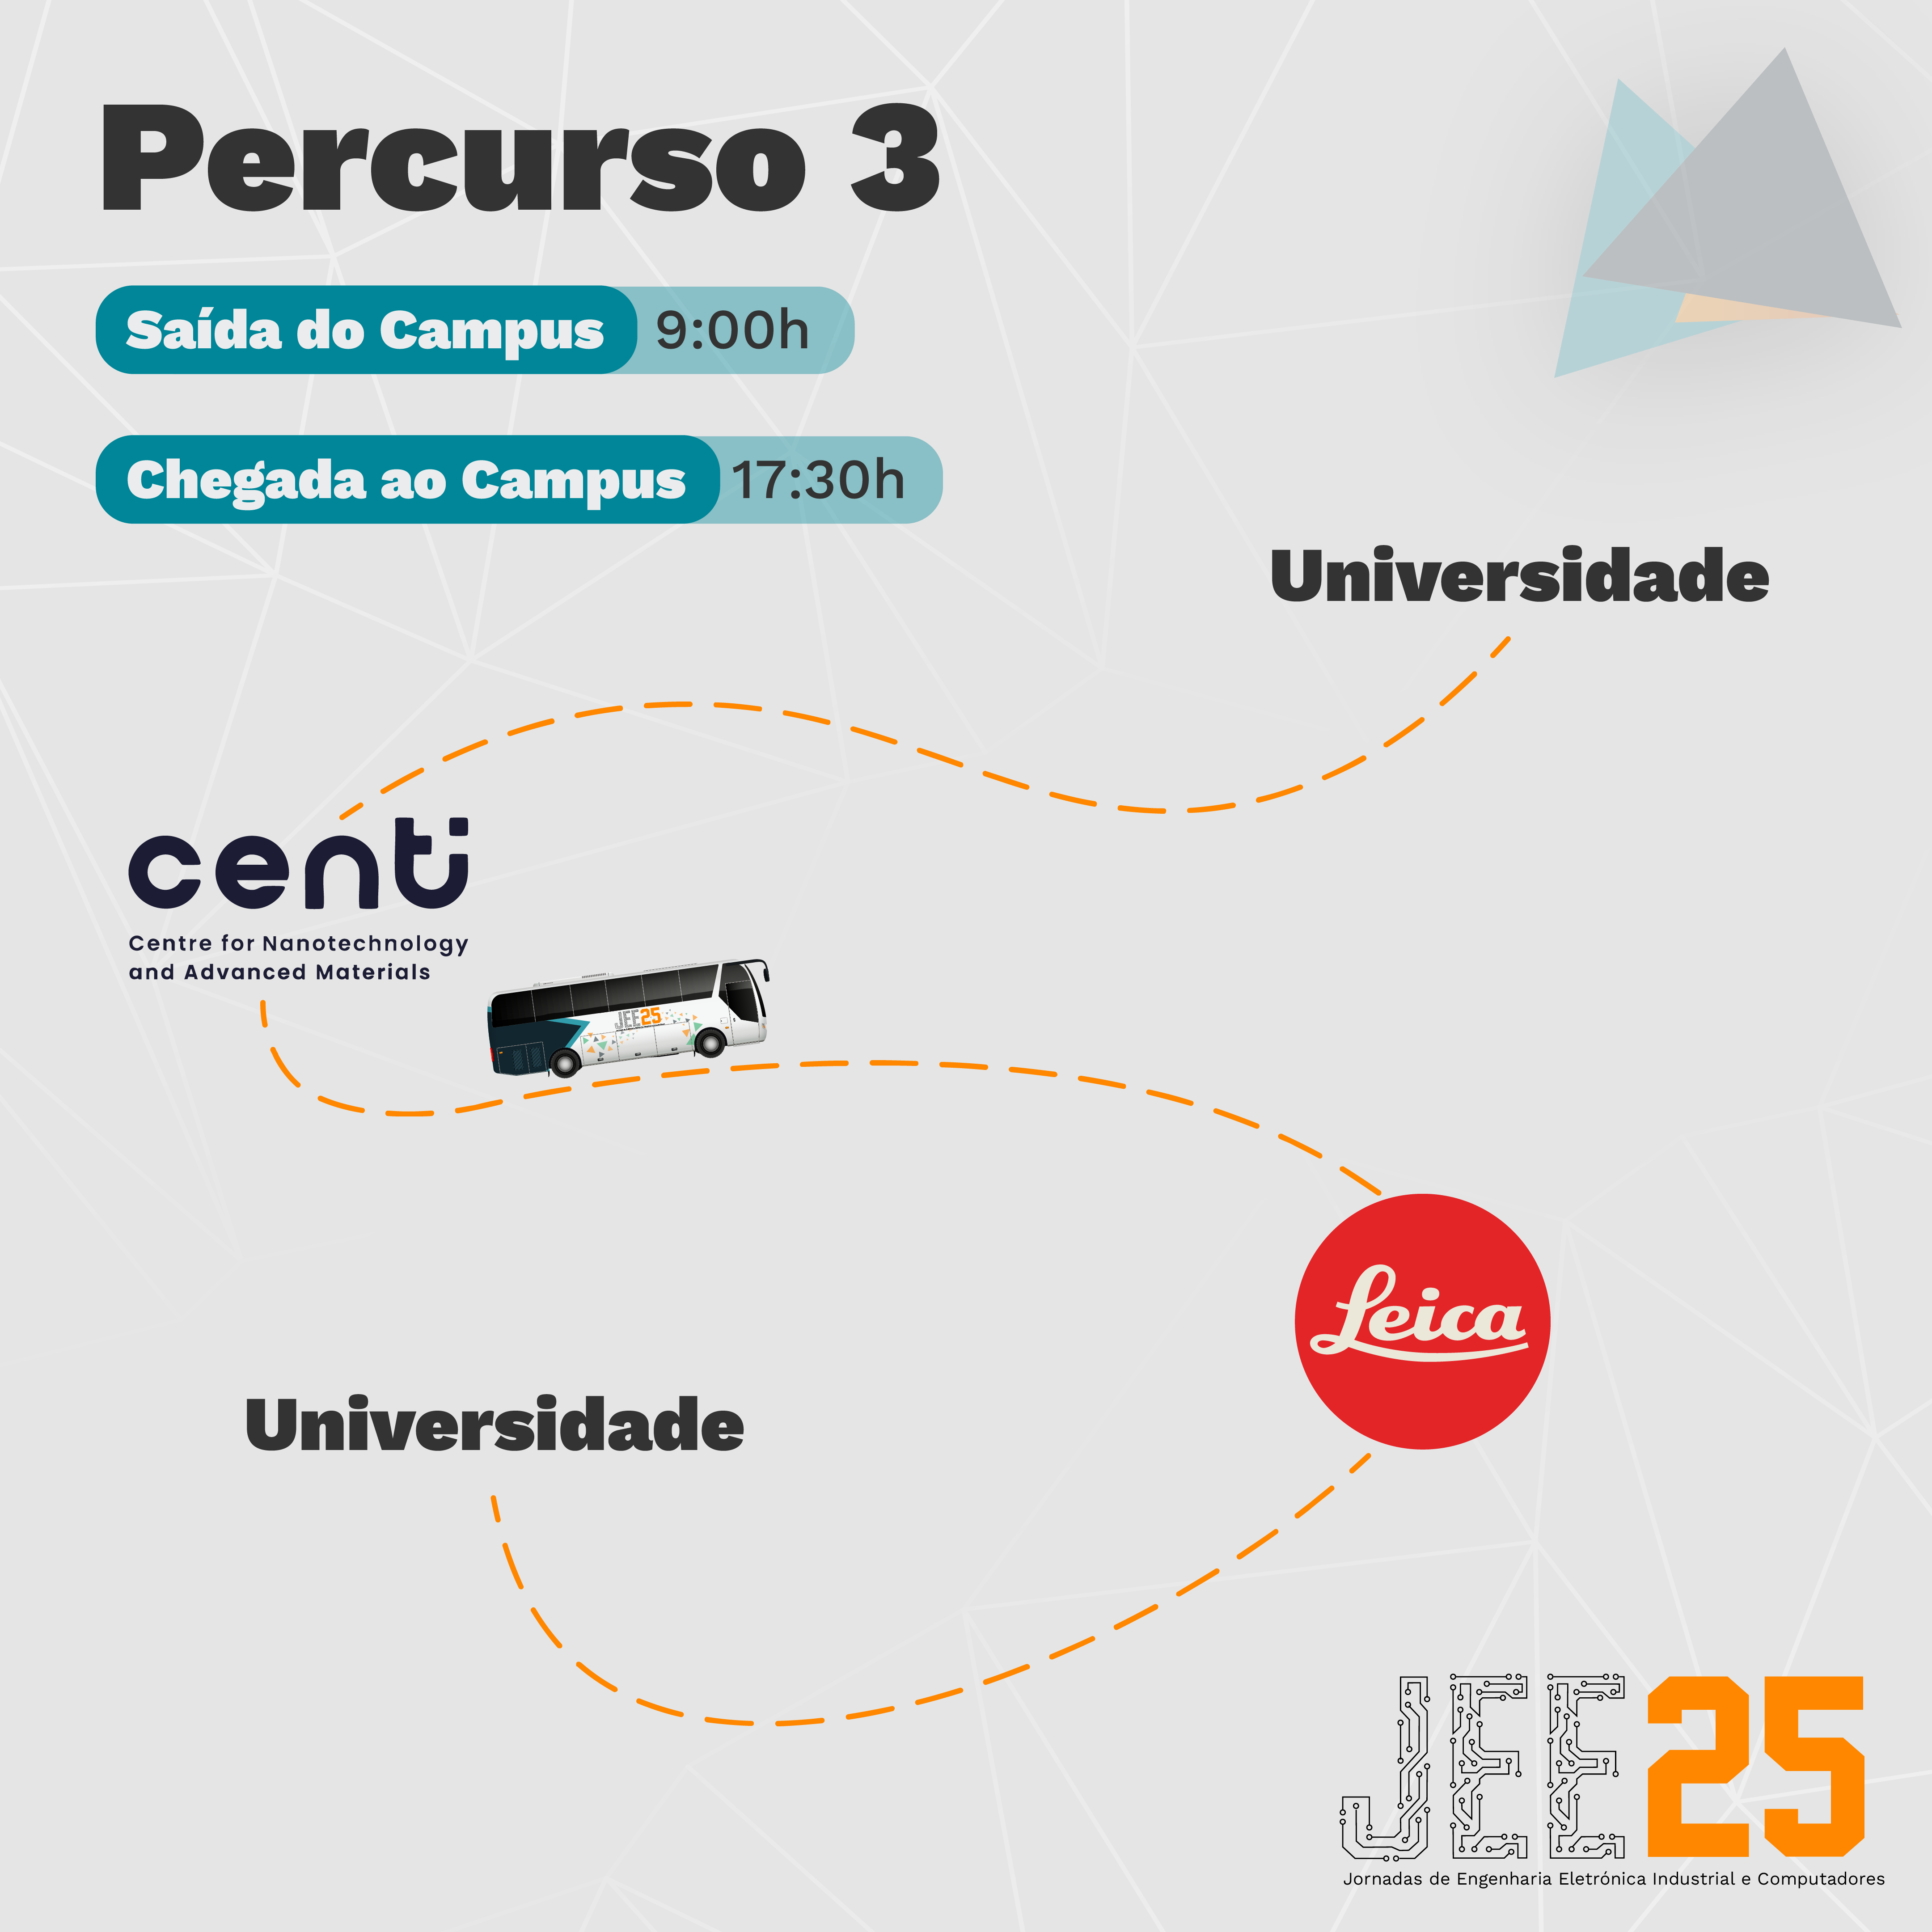 Percurso 3
Saída do Campus 9:00h
Chegada ao Campus 17:30h
Universidade
centi
Centre for Nanotechnology
and Advanced Materials
JEE25
Leica
Universidade
JEE25
Jornadas de Engenharia Eletrónica Industrial e Computadores